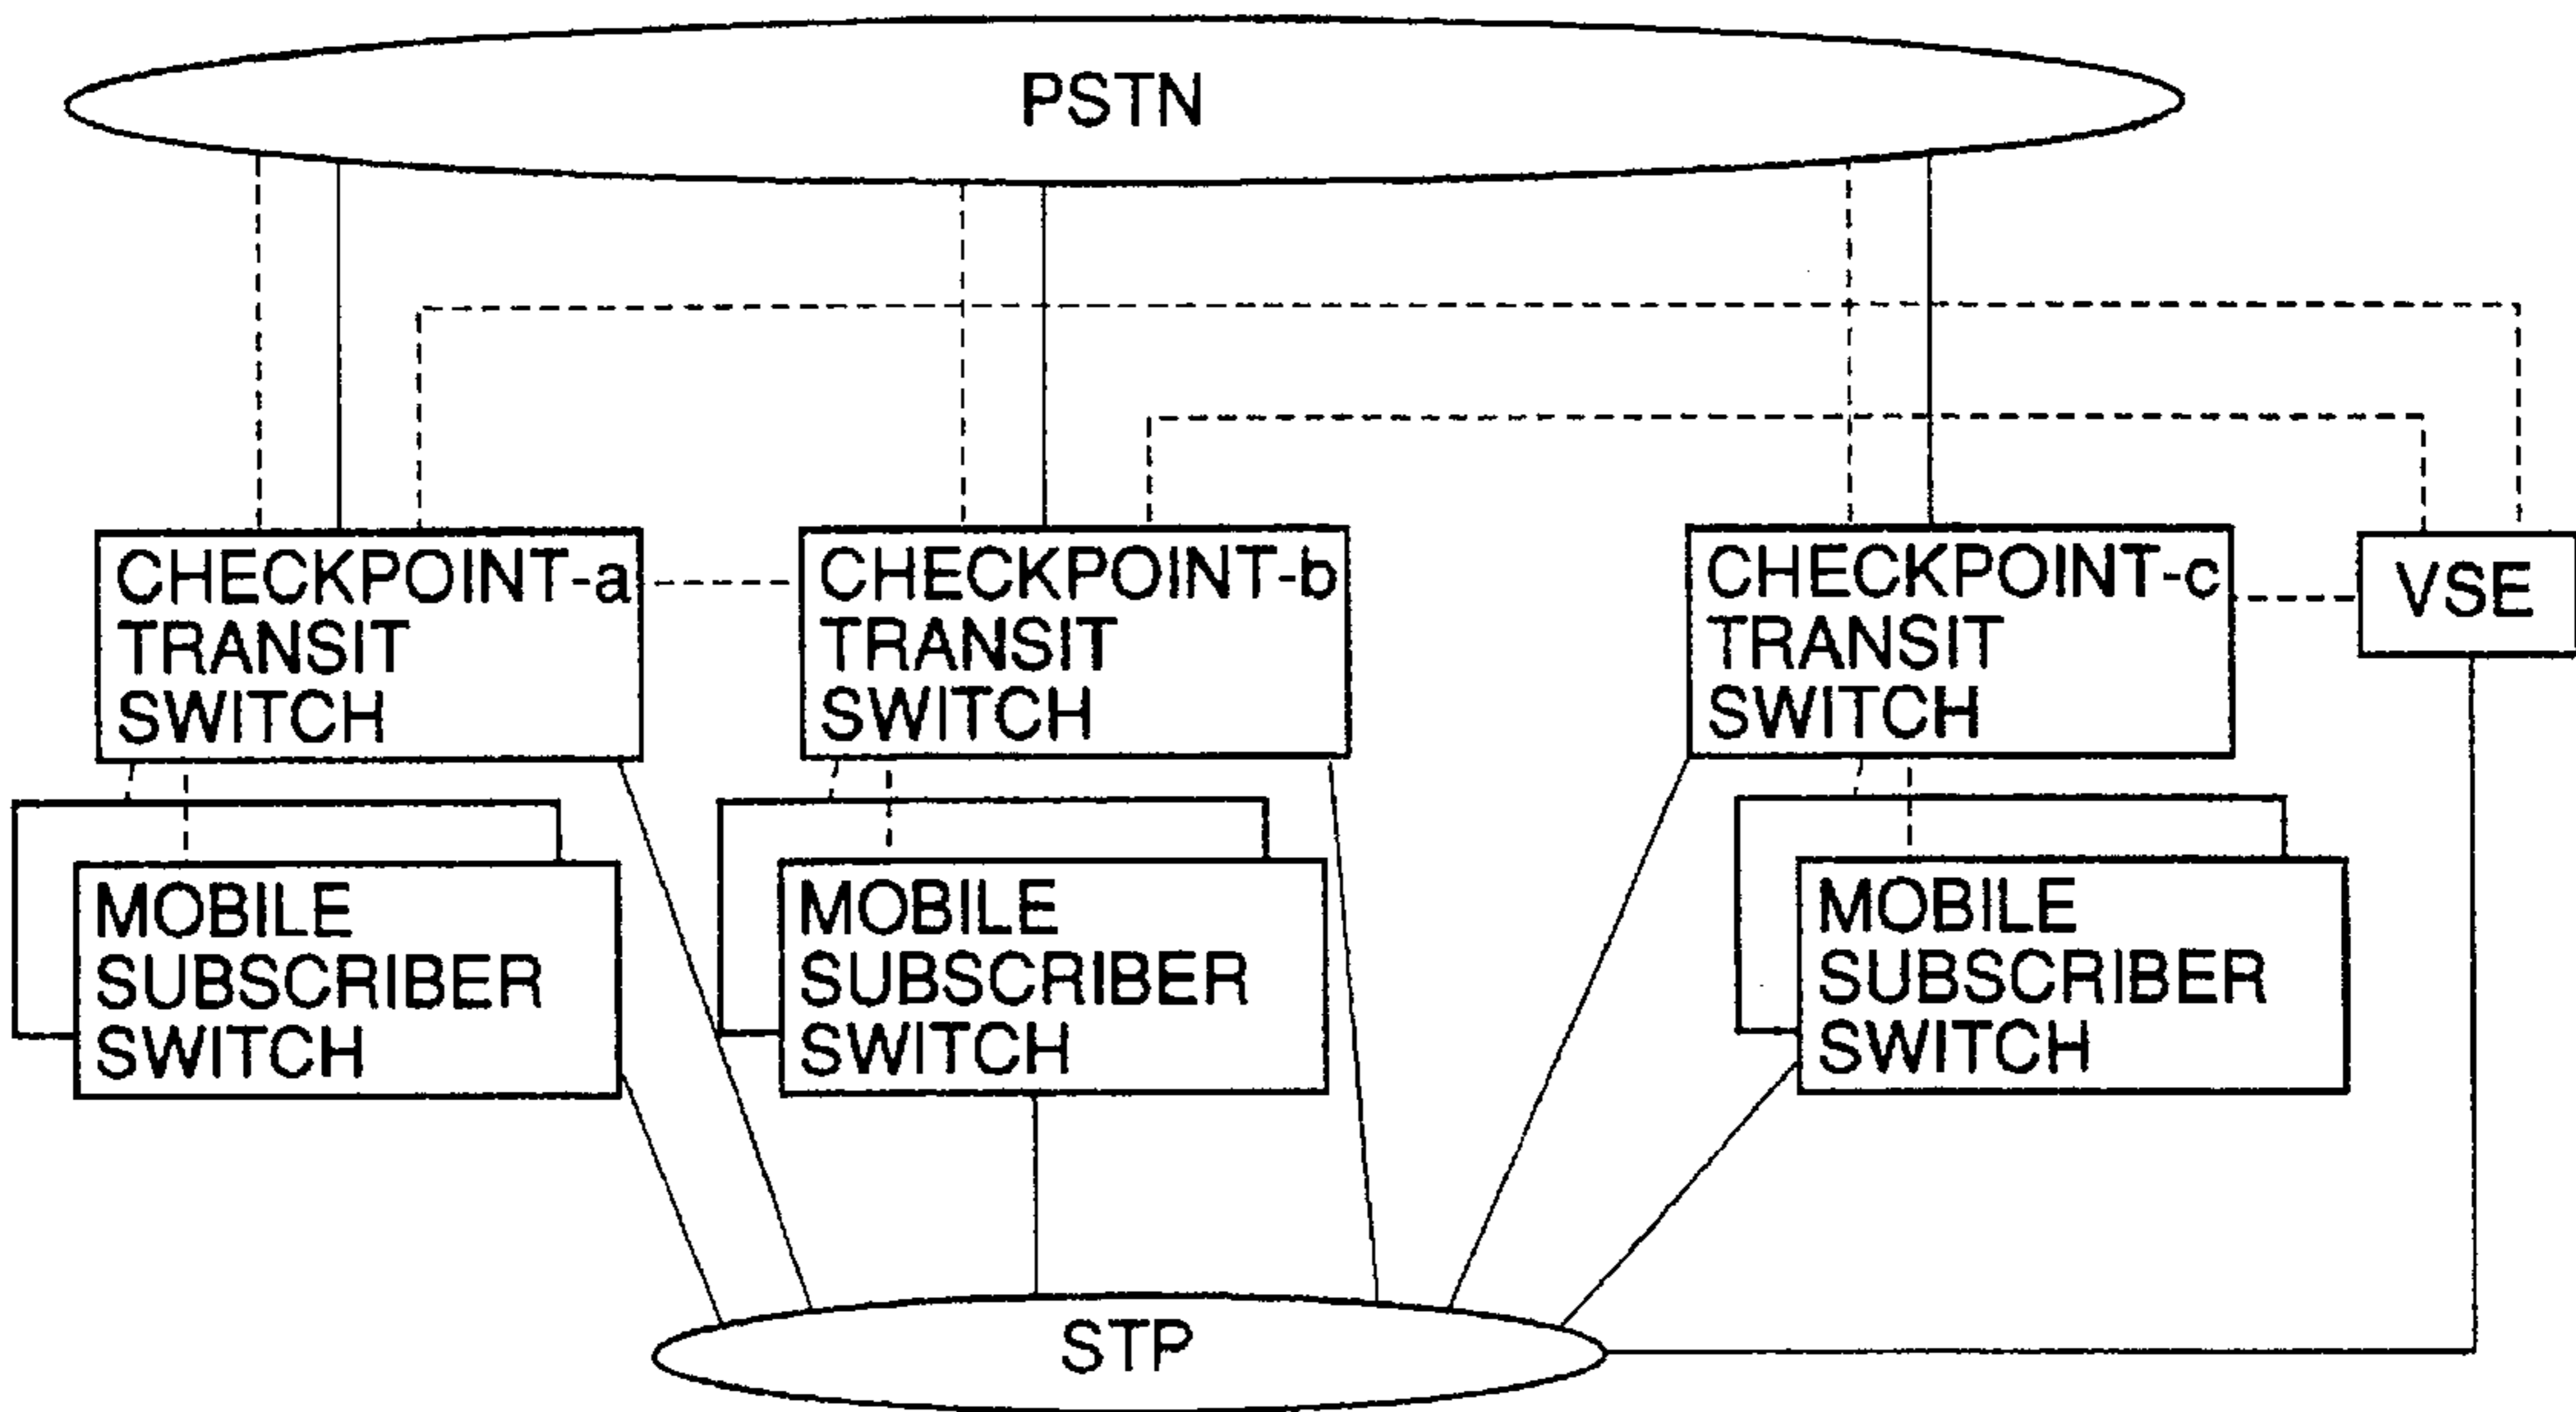 PSTN
CHECKPOINT-a
TRANSIT
SWITCH
CHECKPOINT-b
TRANSIT
SWITCH
CHECKPOINT-c
TRANSIT
SWITCH
VSE
MOBILE
SUBSCRIBER
SWITCH
MOBILE
SUBSCRIBER
SWITCH
MOBILE
SUBSCRIBER
SWITCH
STP